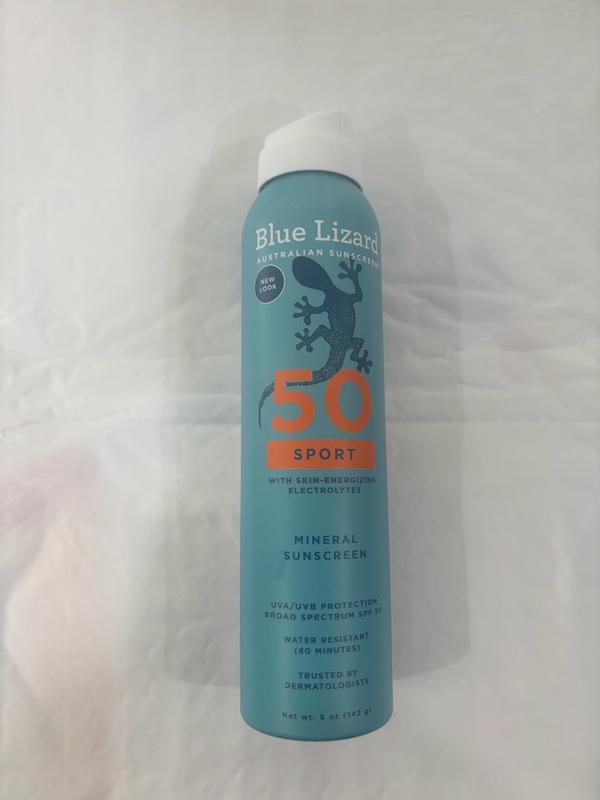 Blue Lizard
AUSTRALIAN SUNSCREEN
NEW
LOOK
50
SPORT
WITH SKIN-ENERGIZING
ELECTROLYTES
MINERAL
SUNSCREEN
UVA/UVB PROTECTION
BROAD SPECTRUM SPF 50
WATER RESISTANT
(80 MINUTES)
TRUSTED BY
DERMATOLOGISTS
Net wt. 5 oz (142 g)